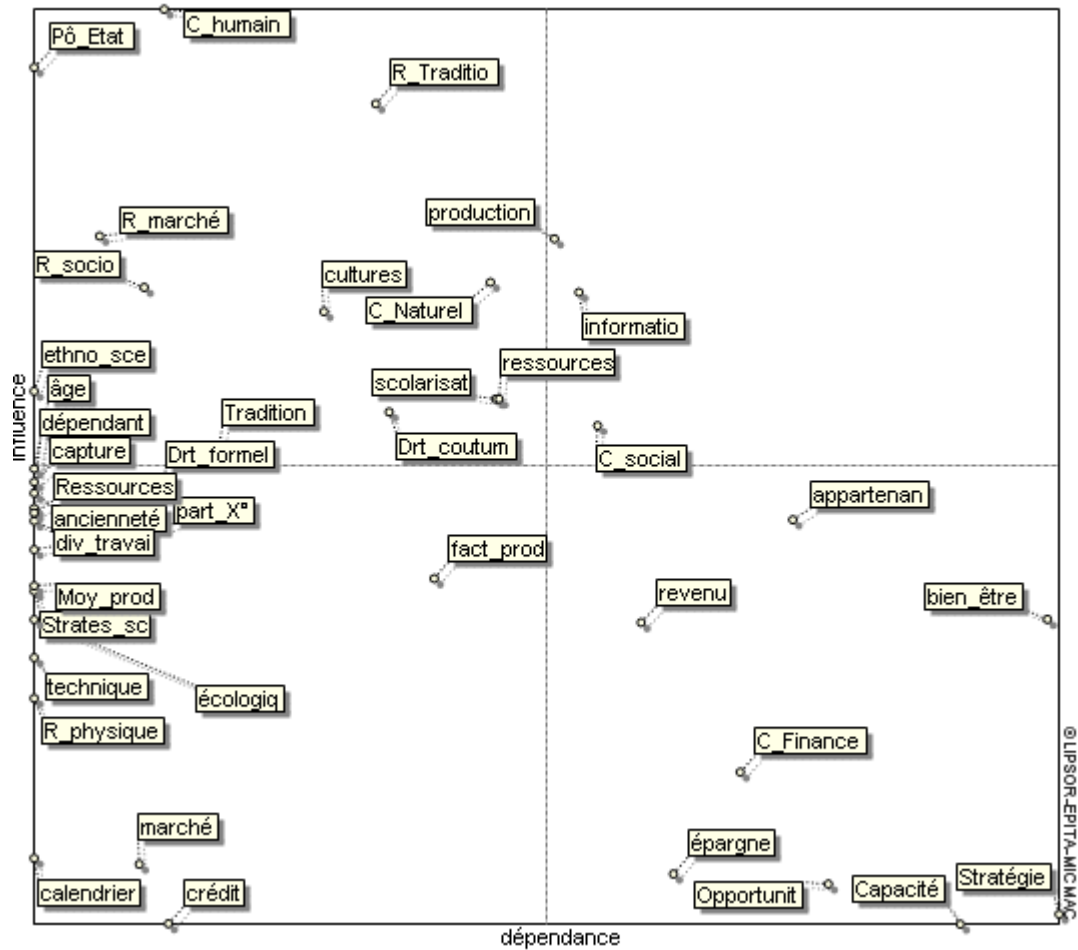 C_humain
Pô_Etat
R_Traditio
production
R_marché
R_socio
cultures
C_Naturel
informatio
ethno_sce
ressources
âge
scolarisat
dépendant
Tradition
capture
Drt_formel
Drt_coutum
C_social
Ressources
appartenan
ancienneté
part_X°
div_travai
fact_prod
Moy_prod
revenu
bien_être
Strates_sc
technique
écologiq
R_physique
C_Finance
marché
épargne
calendrier
crédit
Opportunit
Capacité
Stratégie
influence
dépendance
© LIPSOR-EPITA-MICMAC